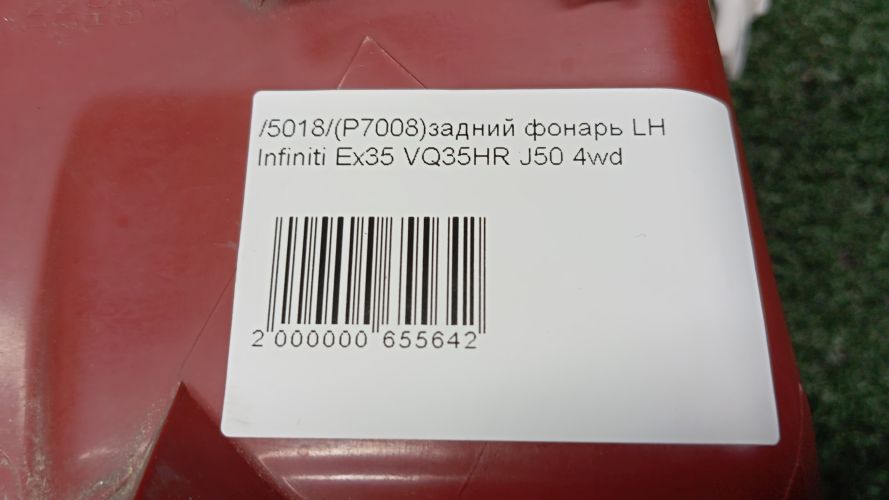 /5018/(P7008)задний фонарь LH
Infiniti Ex35 VQ35HR J50 4wd
2 000000 655642